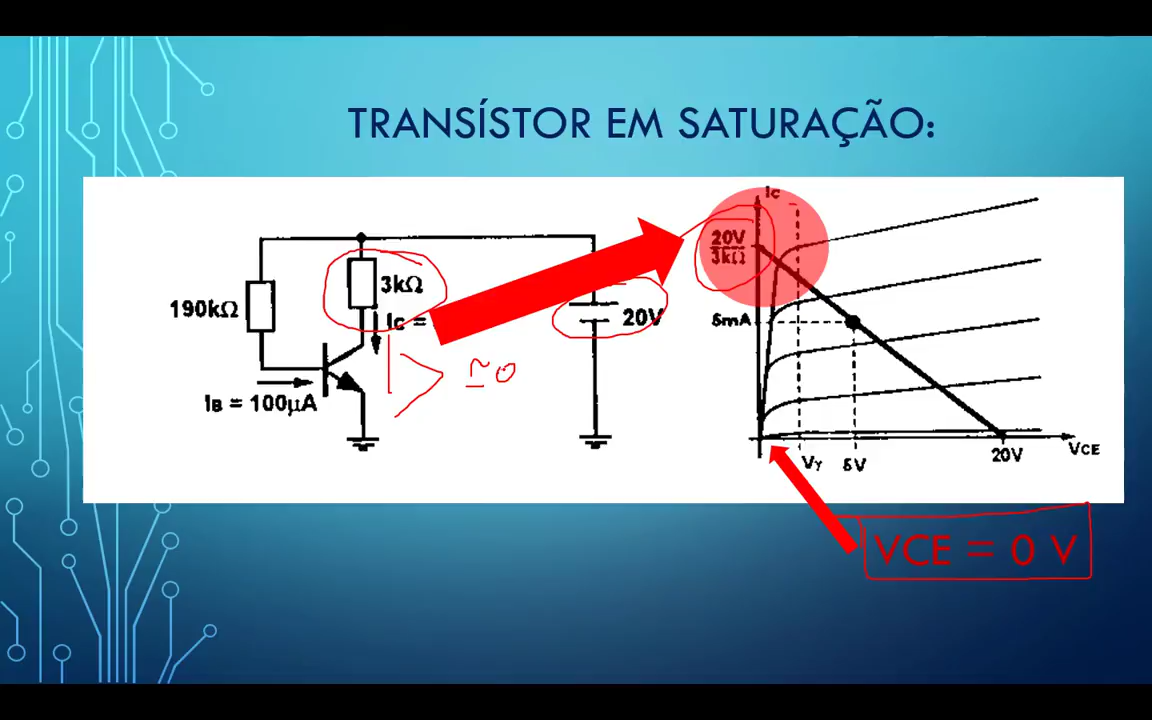 TRANSÍSTOR EM SATURAÇÃO:
190kΩ
3kΩ
IC =
20V
IB = 100μA
≃ 0
IC
20V
3kΩ
5mA
VY
5V
20V
VCE
VCE = 0 V